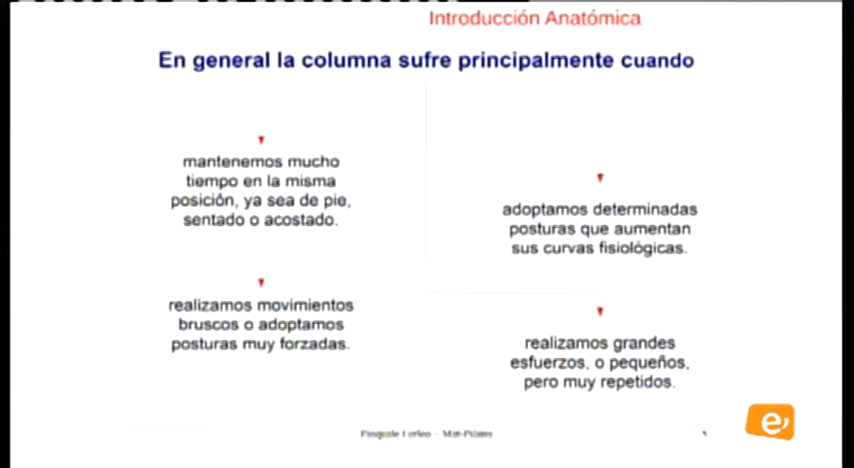 Introducción Anatómica
En general la columna sufre principalmente cuando
mantenemos mucho
tiempo en la misma
posición, ya sea de pie,
sentado o acostado.
adoptamos determinadas
posturas que aumentan
sus curvas fisiológicas.
realizamos movimientos
bruscos o adoptamos
posturas muy forzadas.
realizamos grandes
esfuerzos, o pequeños,
pero muy repetidos.
Mat-Pilates
e